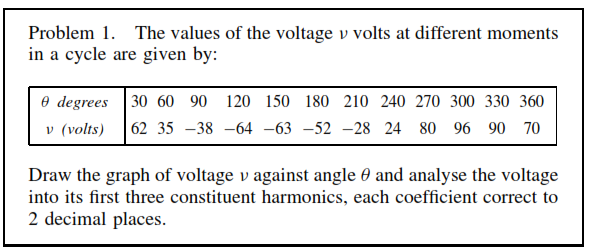 Problem 1. The values of the voltage v volts at different moments
in a cycle are given by:
θ degrees 30 60 90 120 150 180 210 240 270 300 330 360
v (volts) 62 35 −38 −64 −63 −52 −28 24 80 96 90 70
Draw the graph of voltage v against angle θ and analyse the voltage
into its first three constituent harmonics, each coefficient correct to
2 decimal places.